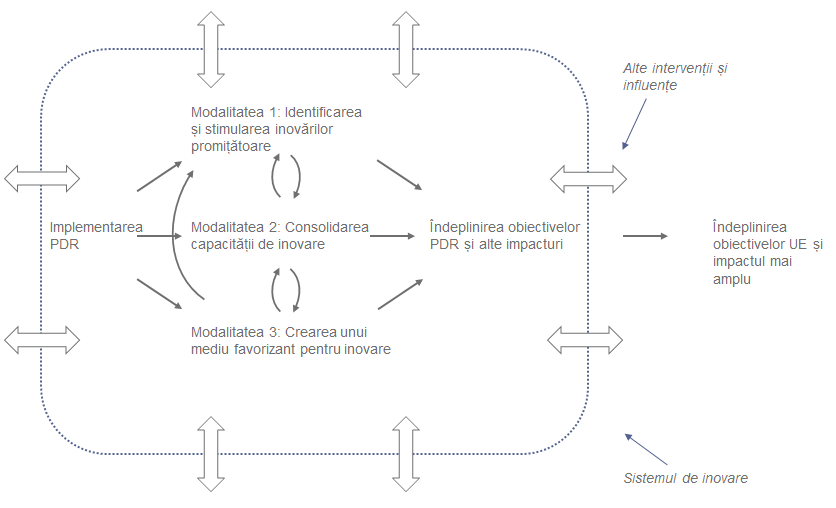 Alte intervenții și
influențe
Modalitatea 1: Identificarea
și stimularea inovărilor
promițătoare
Implementarea
PDR
Modalitatea 2: Consolidarea
capacității de inovare
Îndeplinirea obiectivelor
PDR și alte impacturi
Îndeplinirea
obiectivelor UE și
impactul mai
amplu
Modalitatea 3: Crearea unui
mediu favorizant pentru inovare
Sistemul de inovare